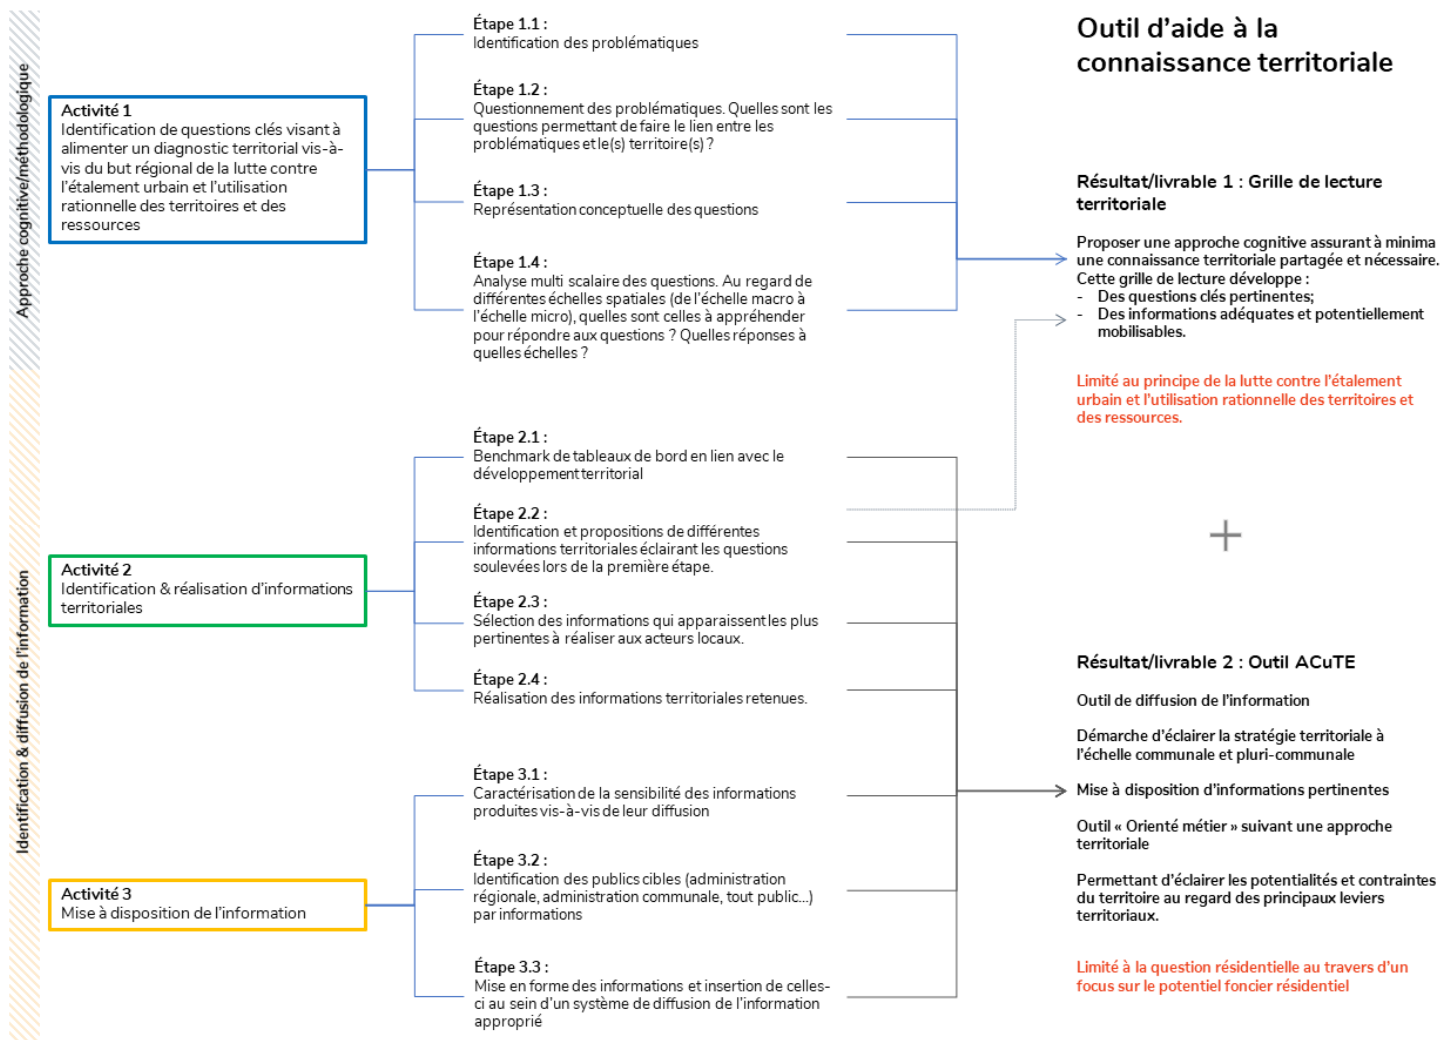 Approche cognitive/méthodologique
Identification & diffusion de l'information
Activité 1
Identification de questions clés visant à
alimenter un diagnostic territorial vis-à-
vis du but régional de la lutte contre
l'étalement urbain et l'utilisation
rationnelle des territoires et des
ressources
Activité 2
Identification & réalisation d'informations
territoriales
Activité 3
Mise à disposition de l'information
Étape 1.1 :
Identification des problématiques
Étape 1.2 :
Questionnement des problématiques. Quelles sont les
questions permettant de faire le lien entre les
problématiques et le(s) territoire(s) ?
Étape 1.3 :
Représentation conceptuelle des questions
Étape 1.4 :
Analyse multi scalaire des questions. Au regard de
différentes échelles spatiales (de l'échelle macro à
l'échelle micro), quelles sont celles à appréhender
pour répondre aux questions ? Quelles réponses à
quelles échelles ?
Étape 2.1 :
Benchmark de tableaux de bord en lien avec le
développement territorial
Étape 2.2 :
Identification et propositions de différentes
informations territoriales éclairant les questions
soulevées lors de la première étape.
Étape 2.3 :
Sélection des informations qui apparaissent les plus
pertinentes à réaliser aux acteurs locaux.
Étape 2.4 :
Réalisation des informations territoriales retenues.
Étape 3.1 :
Caractérisation de la sensibilité des informations
produites vis-à-vis de leur diffusion
Étape 3.2 :
Identification des publics cibles (administration
régionale, administration communale, tout public...)
par informations
Étape 3.3 :
Mise en forme des informations et insertion de celles-
ci au sein d'un système de diffusion de l'information
approprié
Outil d'aide à la
connaissance territoriale
Résultat/livrable 1 : Grille de lecture
territoriale
Proposer une approche cognitive assurant à minima
une connaissance territoriale partagée et nécessaire.
Cette grille de lecture développe :
- Des questions clés pertinentes;
- Des informations adéquates et potentiellement
mobilisables.
Limité au principe de la lutte contre l'étalement
urbain et l'utilisation rationnelle des territoires et
des ressources.
+
Résultat/livrable 2 : Outil ACuTE
Outil de diffusion de l'information
Démarche d'éclairer la stratégie territoriale à
l'échelle communale et pluri-communale
Mise à disposition d'informations pertinentes
Outil « Orienté métier » suivant une approche
territoriale
Permettant d'éclairer les potentialités et contraintes
du territoire au regard des principaux leviers
territoriaux.
Limité à la question résidentielle au travers d'un
focus sur le potentiel foncier résidentiel